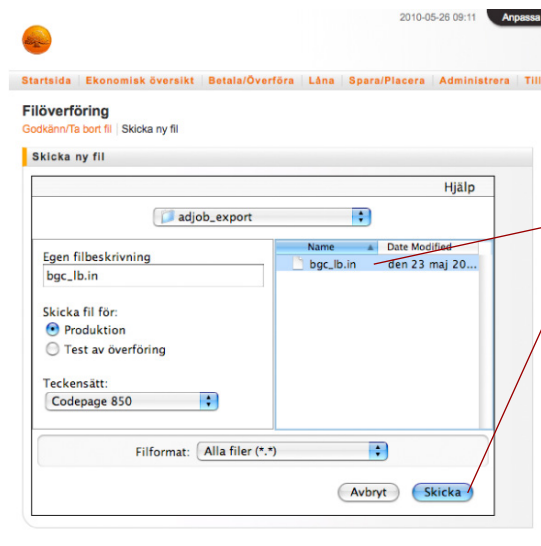 2010-05-26 09:11 Anpassa
Startsida Ekonomisk översikt Betala/Överföra Låna Spara/Placera Administrera Till
Filöverföring
Godkänn/Ta bort fil Skicka ny fil
Skicka ny fil
Hjälp
adjob_export
Name Date Modified
bgc_lb.in den 23 maj 20...
Egen filbeskrivning
bgc_lb.in
Skicka fil för:
Produktion
Test av överföring
Teckensätt:
Codepage 850
Filformat: Alla filer (*.*)
Avbryt Skicka